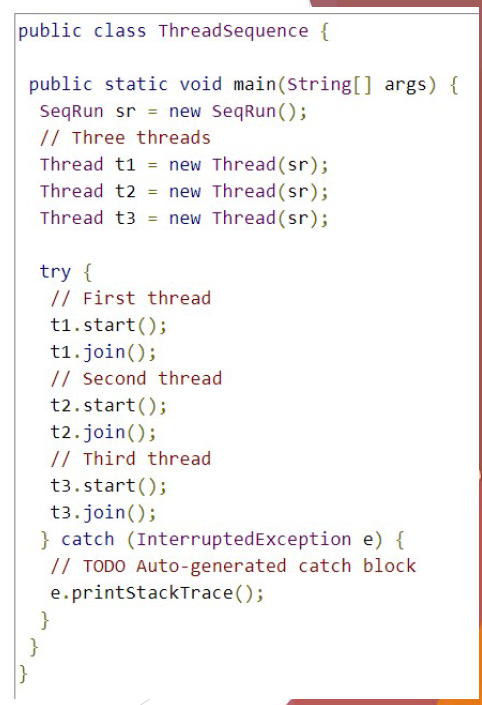 public class ThreadSequence {
public static void main(String[] args) {
SeqRun sr = new SeqRun();
// Three threads
Thread t1 = new Thread(sr);
Thread t2 = new Thread(sr);
Thread t3 = new Thread(sr);
try {
// First thread
t1.start();
t1.join();
// Second thread
t2.start();
t2.join();
// Third thread
t3.start();
t3.join();
} catch (InterruptedException e) {
// TODO Auto-generated catch block
e.printStackTrace();
}
}
}